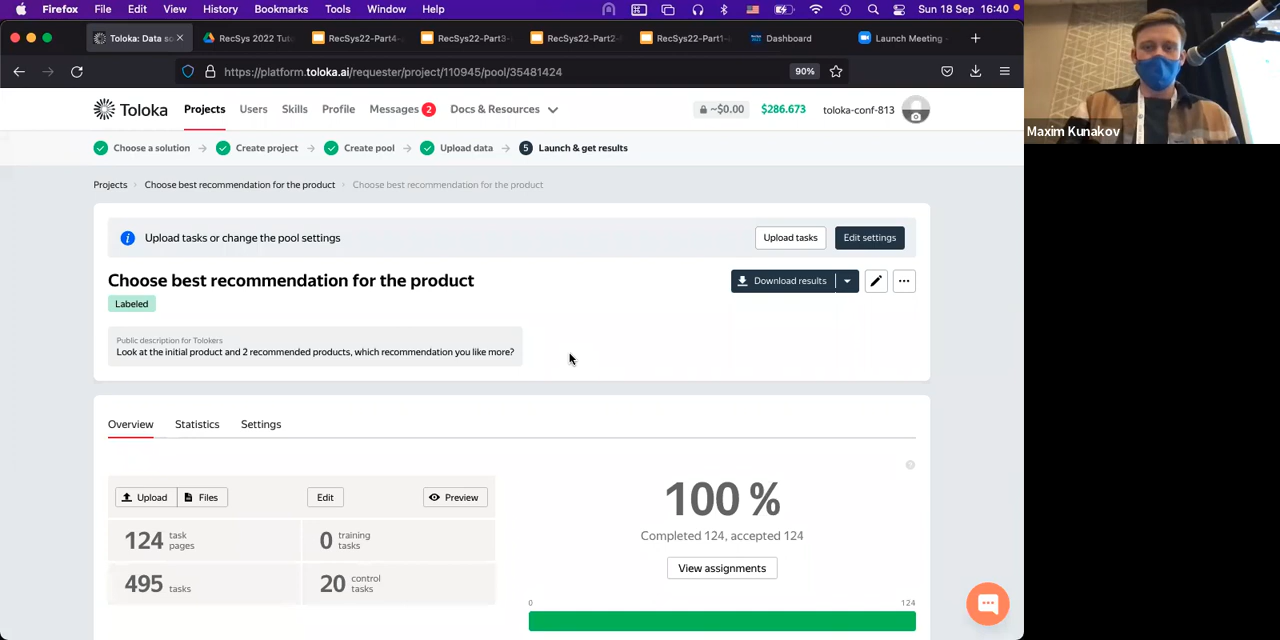 Firefox File Edit View History Bookmarks Tools Window Help Sun 18 Sep 16:40
Toloka: Data so RecSys 2022 Tuto RecSys22-Part4- RecSys22-Part3- RecSys22-Part2- RecSys22-Part1- Dashboard Launch Meeting -
https://platform.toloka.ai/requester/project/110945/pool/35481424 90%
Toloka Projects Users Skills Profile Messages 2 Docs & Resources ~$0.00 $286.673 toloka-conf-813
Choose a solution Create project Create pool Upload data 5 Launch & get results
Projects Choose best recommendation for the product Choose best recommendation for the product
Upload tasks or change the pool settings Upload tasks Edit settings
Choose best recommendation for the product Download results
Labeled
Public description for Tolokers
Look at the initial product and 2 recommended products, which recommendation you like more?
Overview Statistics Settings
Upload Files Edit Preview
100 %
Completed 124, accepted 124
View assignments
124 task pages 0 training tasks
495 tasks 20 control tasks
0 124
Maxim Kunakov